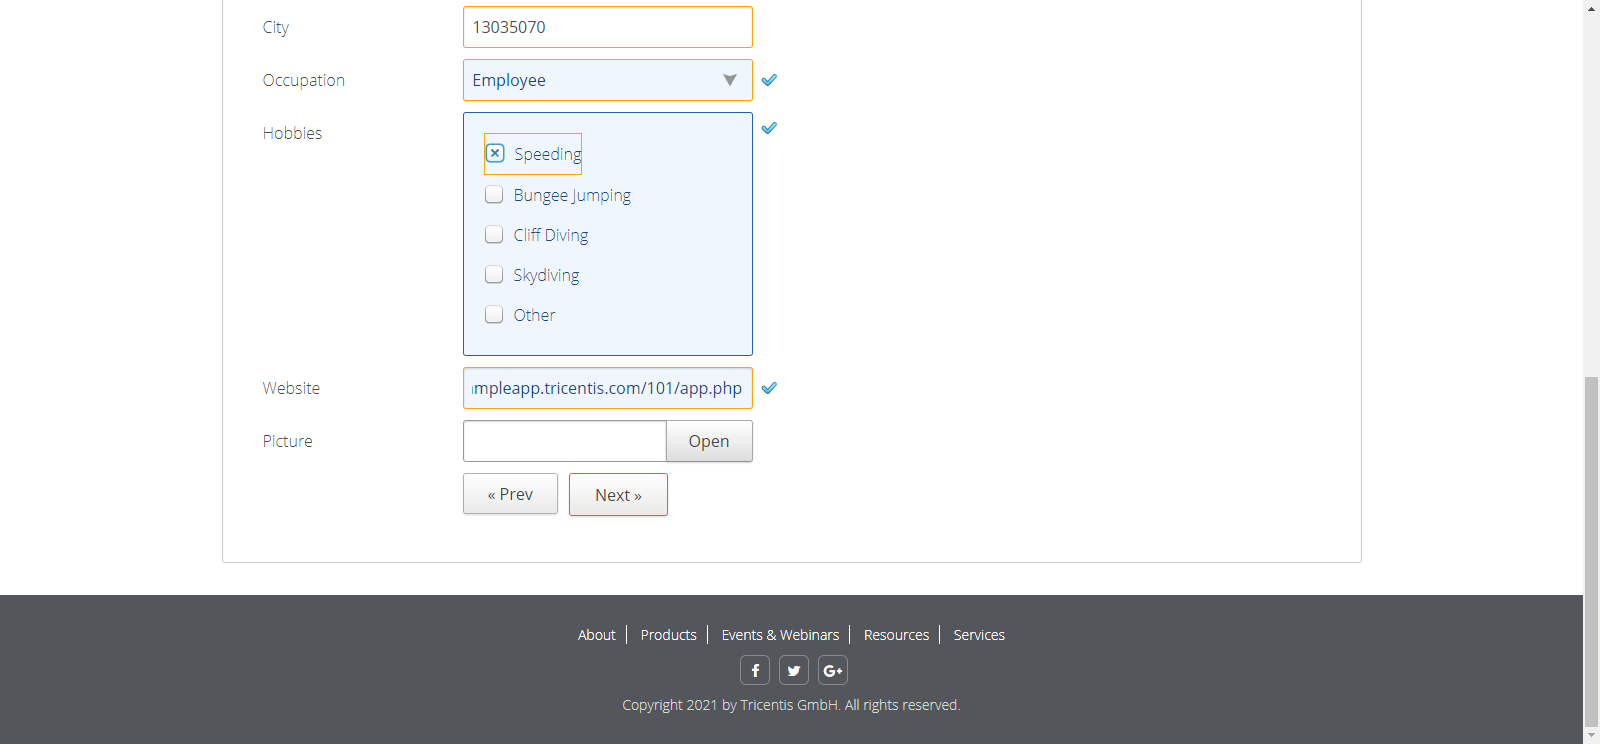 City 13035070
Occupation Employee
Hobbies
Speeding
Bungee Jumping
Cliff Diving
Skydiving
Other
Website mpleapp.tricentis.com/101/app.php
Picture Open
« Prev Next »
About Products Events & Webinars Resources Services
f G+
Copyright 2021 by Tricentis GmbH. All rights reserved.